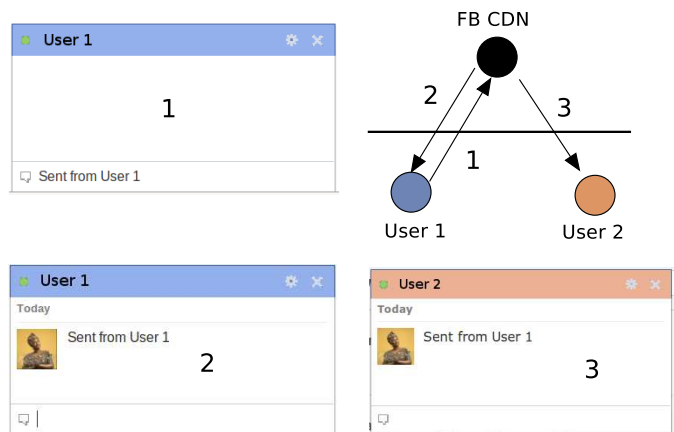 User 1
1
Sent from User 1
FB CDN
2
3
1
User 1
User 2
User 1
Today
Sent from User 1
2
User 2
Today
Sent from User 1
3